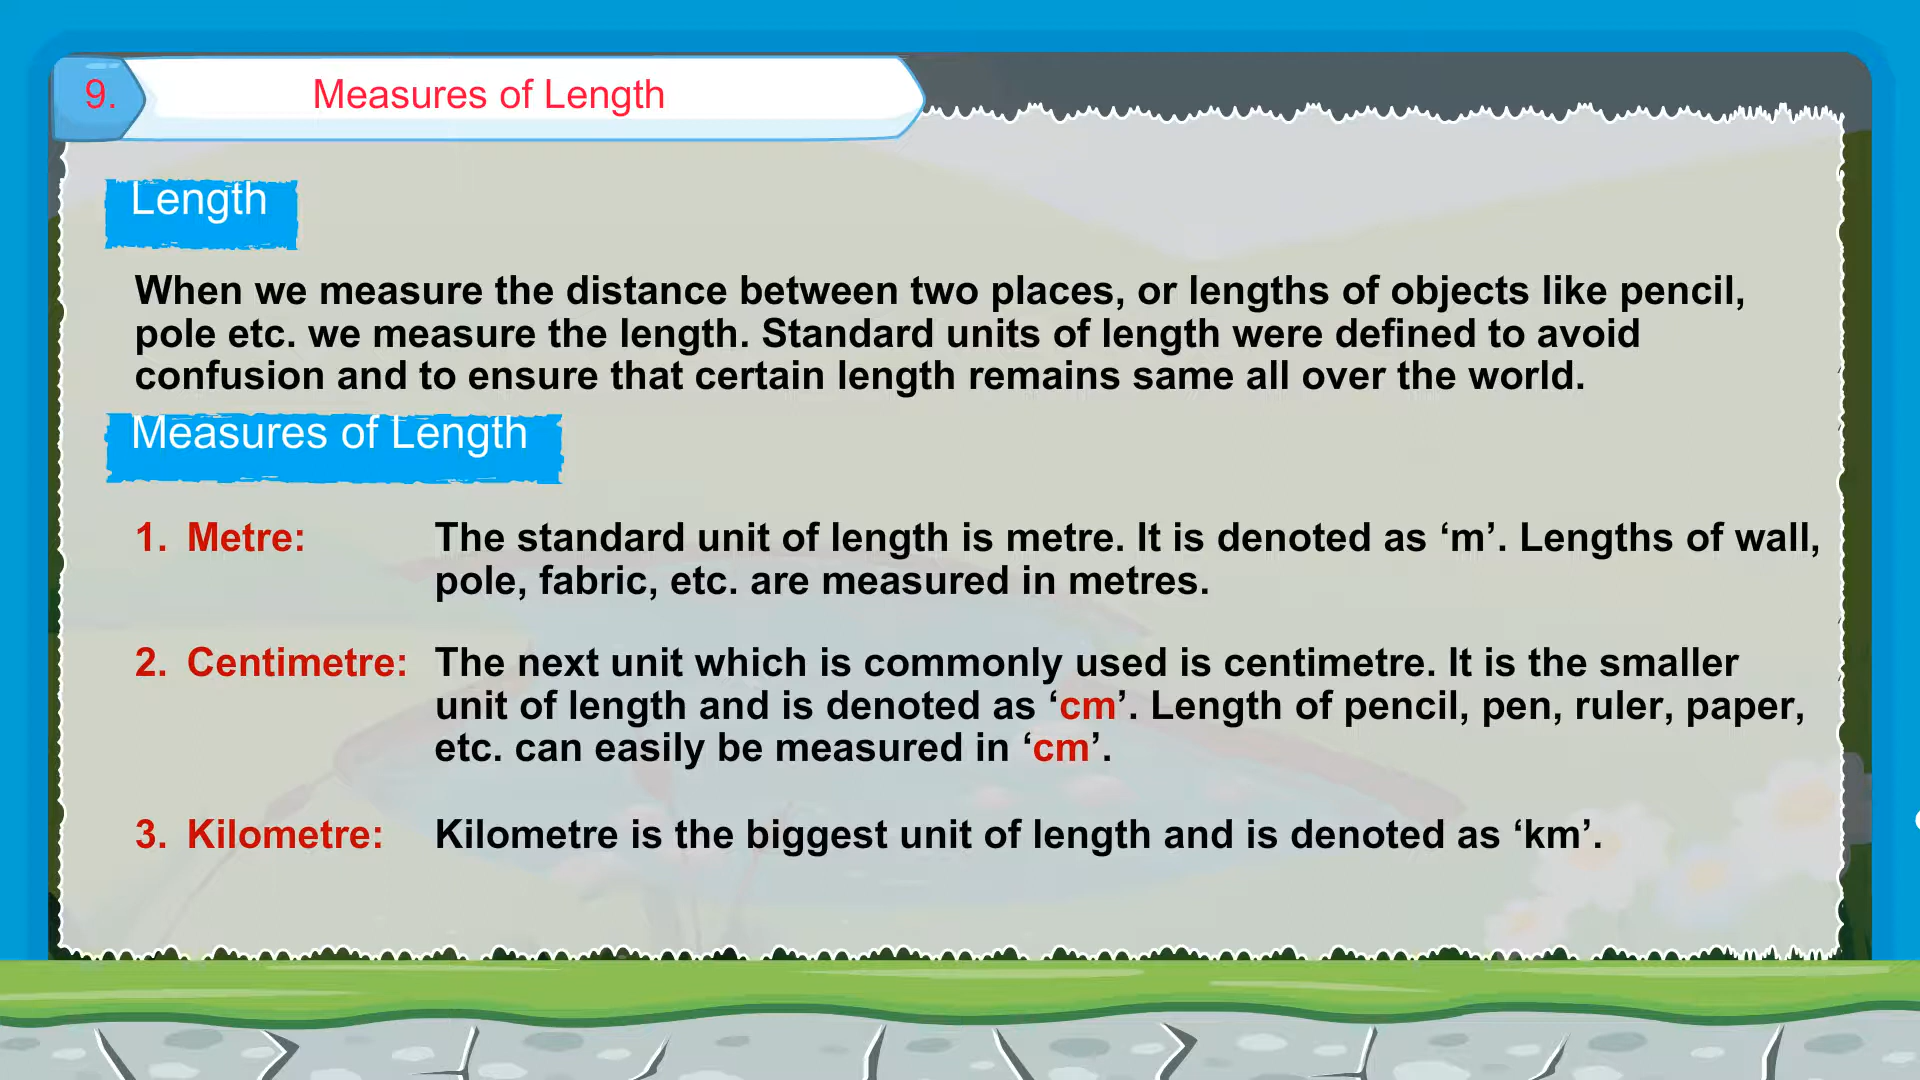 9. Measures of Length
Length
When we measure the distance between two places, or lengths of objects like pencil,
pole etc. we measure the length. Standard units of length were defined to avoid
confusion and to ensure that certain length remains same all over the world.
Measures of Length
1. Metre: The standard unit of length is metre. It is denoted as ‘m’. Lengths of wall,
pole, fabric, etc. are measured in metres.
2. Centimetre: The next unit which is commonly used is centimetre. It is the smaller
unit of length and is denoted as ‘cm’. Length of pencil, pen, ruler, paper,
etc. can easily be measured in ‘cm’.
3. Kilometre: Kilometre is the biggest unit of length and is denoted as ‘km’.